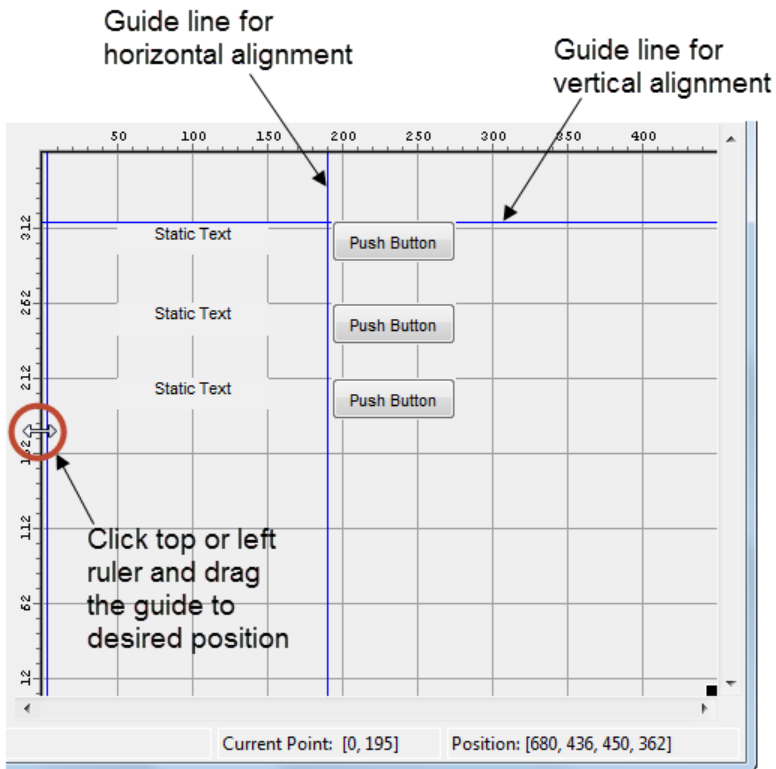 Guide line for
horizontal alignment
Guide line for
vertical alignment
50 100 150 200 250 300 350 400
312
Static Text Push Button
262
Static Text Push Button
212
Static Text Push Button
Click top or left
ruler and drag
the guide to
desired position
112
62
12
Current Point: [0, 195] Position: [680, 436, 450, 362]